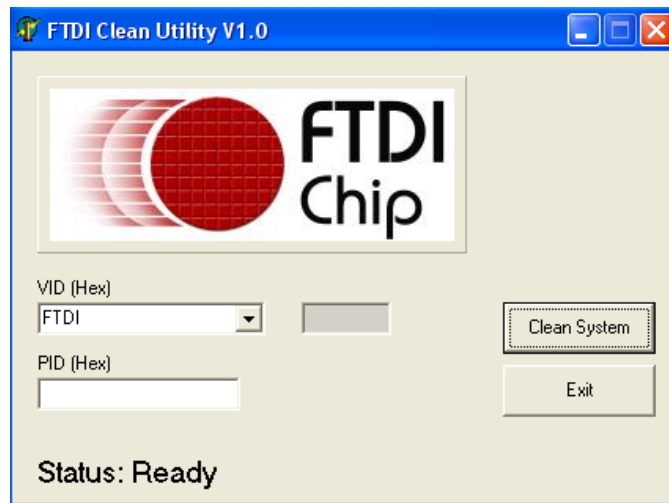 FTDI Clean Utility V1.0
FTDI
Chip
VID (Hex)
FTDI
Clean System
PID (Hex)
Exit
Status: Ready